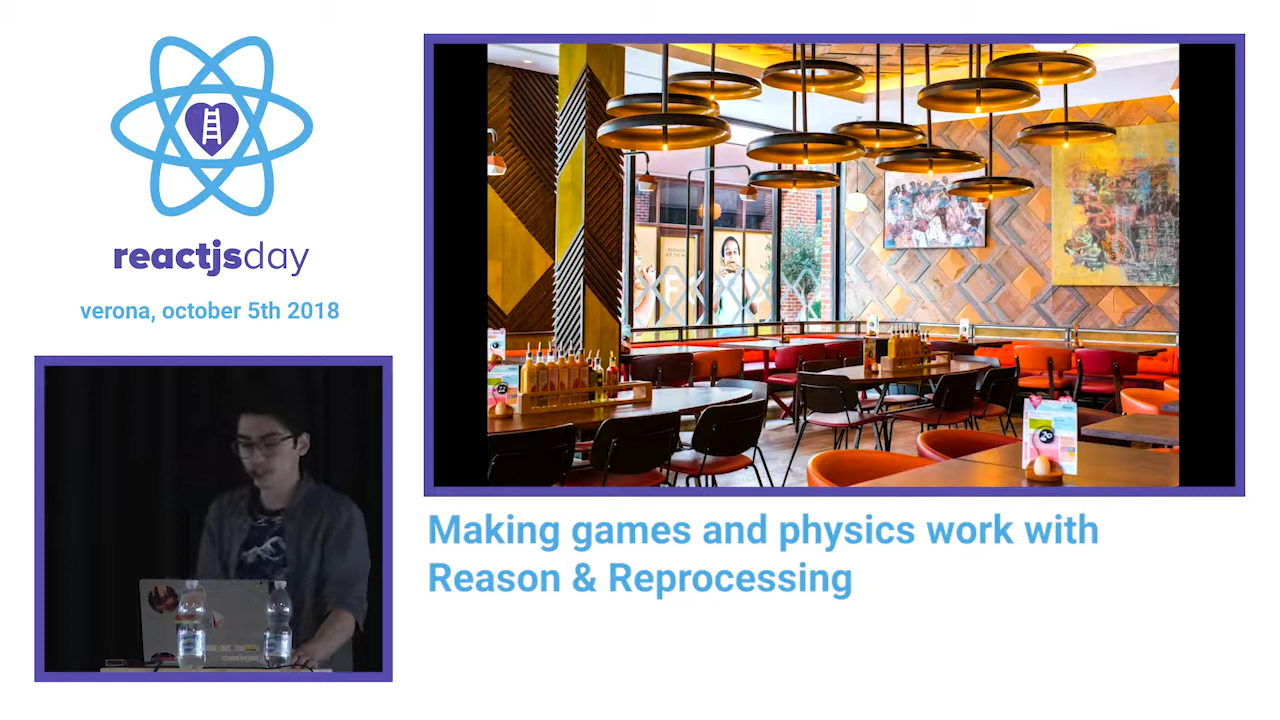 reactjsday
verona, october 5th 2018
Making games and physics work with
Reason & Reprocessing